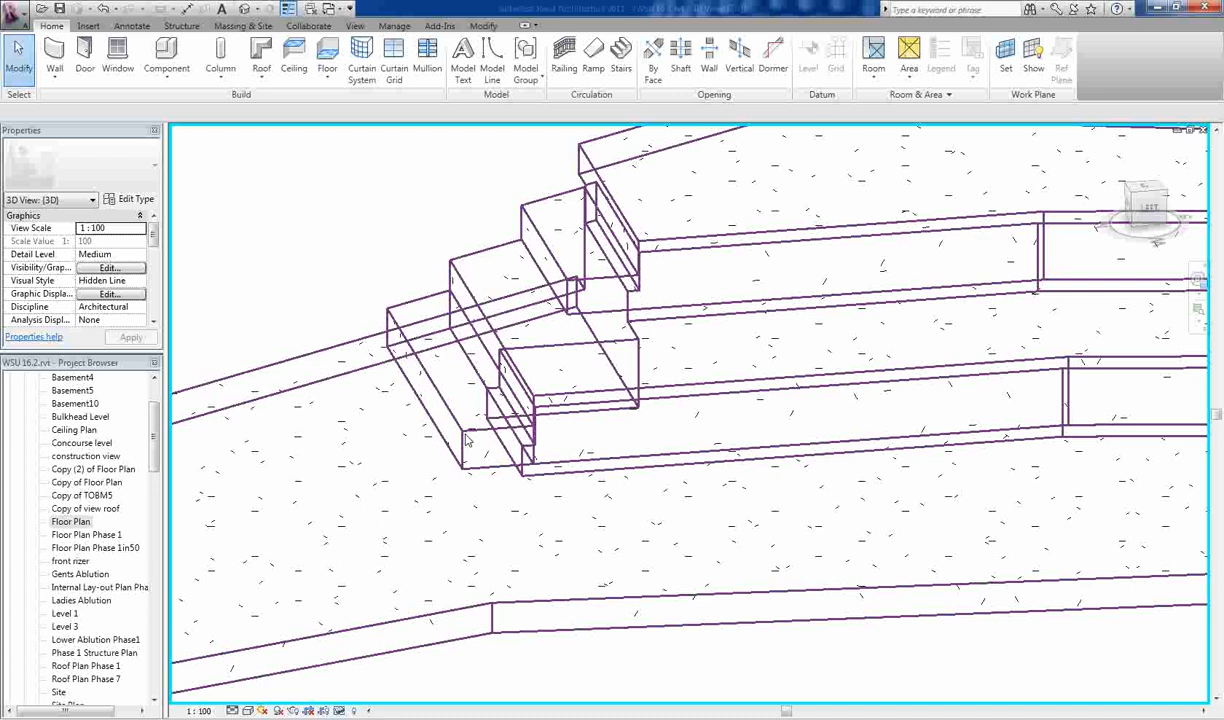 Type a keyword or phrase
Home Insert Annotate Structure Massing & Site Collaborate View Manage Add-Ins Modify
Modify Wall Door Window Component Column Roof Ceiling Floor Curtain System Curtain Grid Mullion Model Text Model Line Model Group Railing Ramp Stairs By Face Shaft Wall Vertical Dormer Level Grid Room Area Legend Tag Set Show Ref Plane
Select Build Model Circulation Opening Datum Room & Area Work Plane
Properties
3D View: {3D} Edit Type
Graphics
View Scale 1 : 100
Scale Value 1: 100
Detail Level Medium
Visibility/Grap... Edit...
Visual Style Hidden Line
Graphic Displa... Edit...
Discipline Architectural
Analysis Displ... None
Properties help Apply
WSU 16.2.rvt - Project Browser
Basement4
Basement5
Basement10
Bulkhead Level
Ceiling Plan
Concourse level
construction view
Copy (2) of Floor Plan
Copy of Floor Plan
Copy of TOBM5
Copy of view roof
Floor Plan
Floor Plan Phase 1
Floor Plan Phase 1in50
front rizer
Gents Ablution
Internal Lay-out Plan Pha
Ladies Ablution
Level 1
Level 3
Lower Ablution Phase1
Phase 1 Structure Plan
Roof Plan Phase 1
Roof Plan Phase 7
Site
LEFT
1 : 100